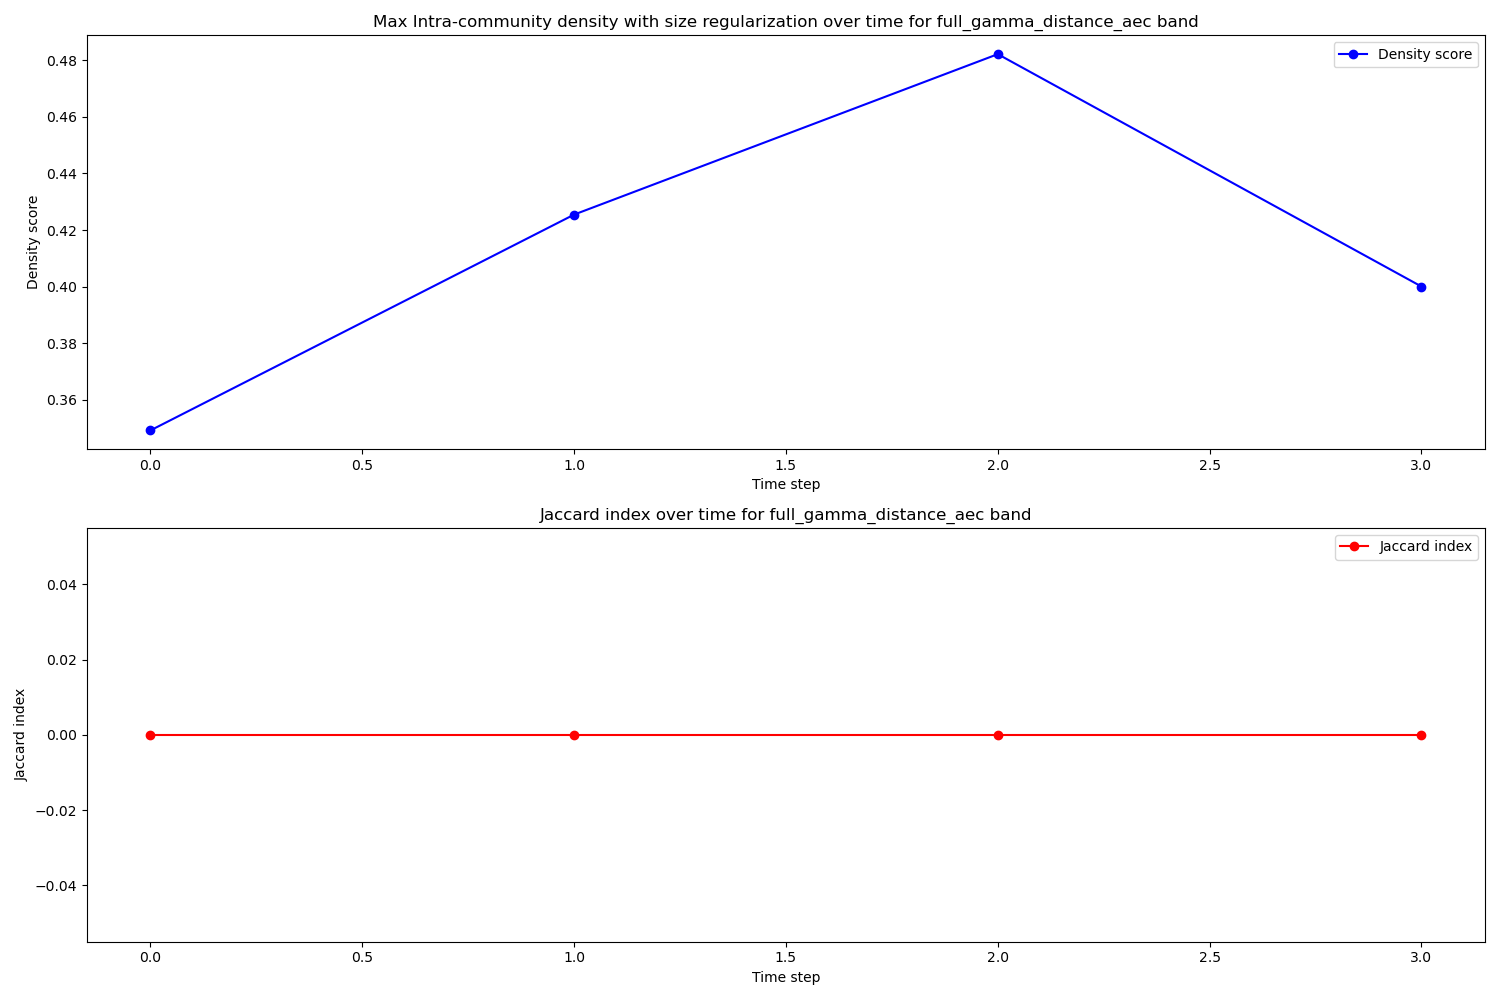 Max Intra-community density with size regularization over time for full_gamma_distance_aec band
Density score
0.48
0.46
0.44
0.42
0.40
0.38
0.36
Density score
0.0 0.5 1.0 1.5 2.0 2.5 3.0
Time step
Jaccard index over time for full_gamma_distance_aec band
Jaccard index
0.04
0.02
0.00
−0.02
−0.04
Jaccard index
0.0 0.5 1.0 1.5 2.0 2.5 3.0
Time step